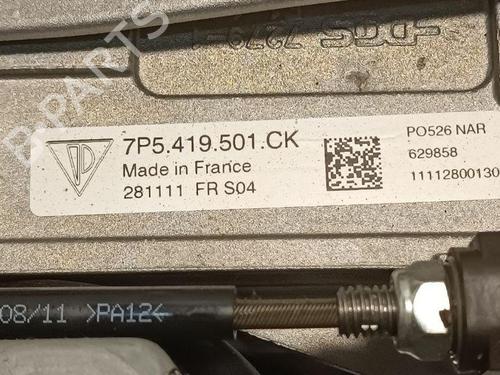 B-PARTS
7P5.419.501.CK
Made in France
281111 FR S04
PO526 NAR
629858
11112800130
08/11 >PA12<